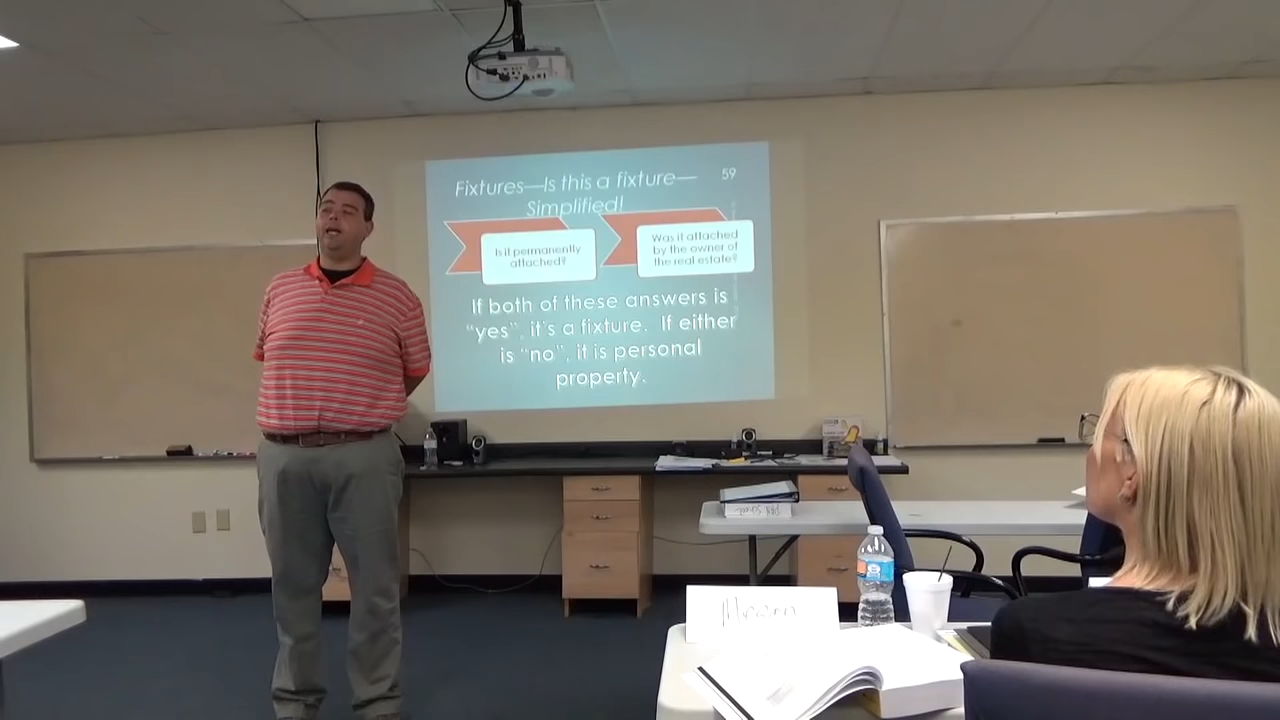 Fixtures—Is this a fixture—
59
Simplified!
Is it permanently
attached?
Was it attached
by the owner of
the real estate?
If both of these answers is
“yes”, it’s a fixture. If either
is “no”, it is personal
property.